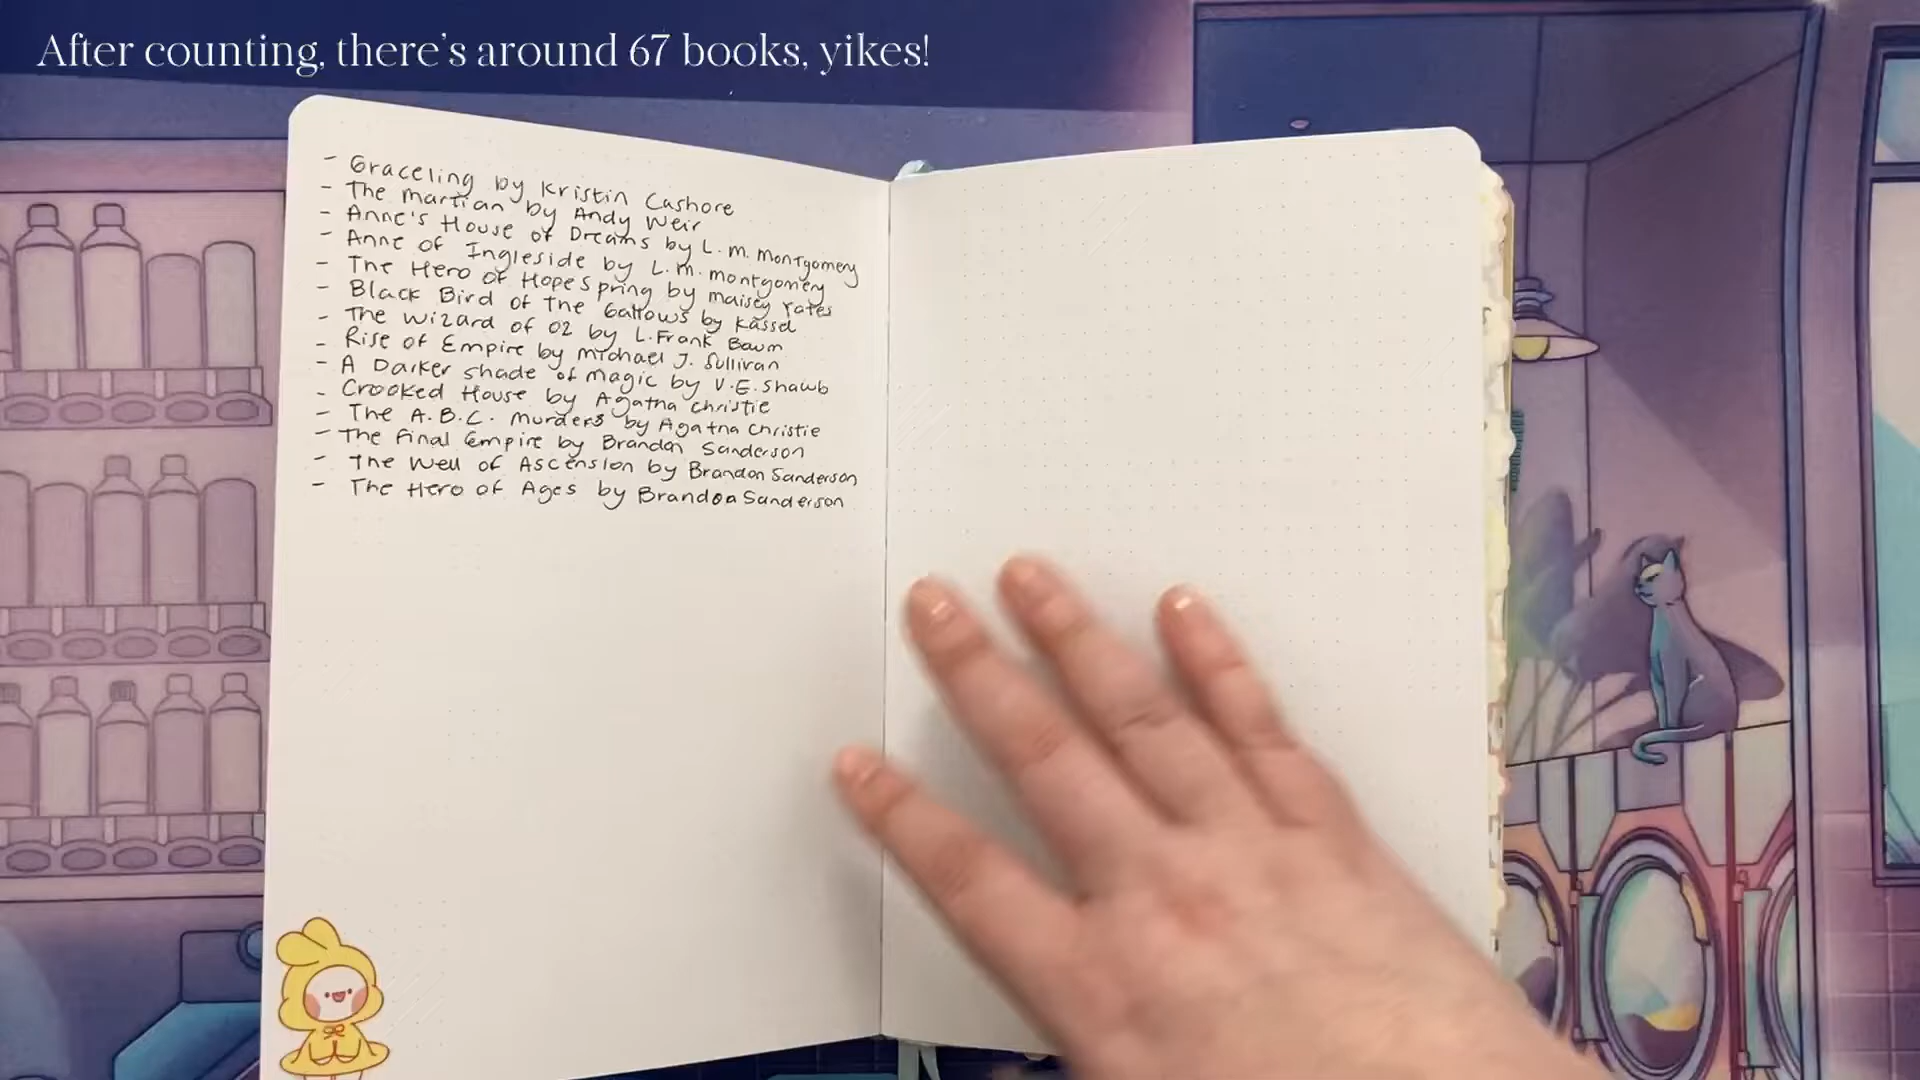 After counting, there's around 67 books, yikes!
- Graceling by Kristin Cashore
- The Martian by Andy Weir
- Anne's House of Dreams by L.M. Montgomery
- Anne of Ingleside by L.M. Montgomery
- The Hero of Hope Spring by Maisey Yates
- Black Bird of the Gallows by Kassel
- The Wizard of Oz by L. Frank Baum
- Rise of Empire by Michael J. Sullivan
- A Darker Shade of Magic by V.E. Shawb
- Crooked House by Agatha Christie
- The A.B.C. Murders by Agatha Christie
- The Final Empire by Brandon Sanderson
- The Well of Ascension by Brandon Sanderson
- The Hero of Ages by Brandon Sanderson